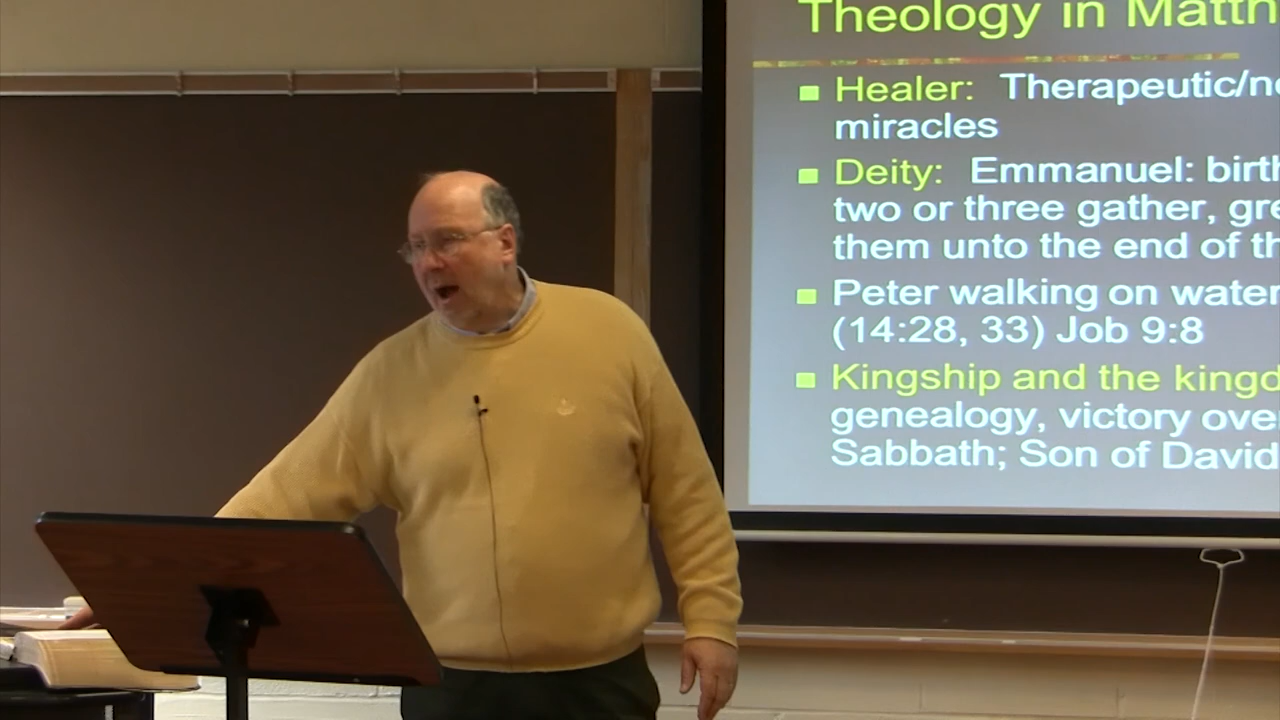 Theology in Matth
Healer: Therapeutic/n
miracles
Deity: Emmanuel: birth
two or three gather, gre
them unto the end of th
Peter walking on water
(14:28, 33) Job 9:8
Kingship and the kingd
genealogy, victory ove
Sabbath; Son of David